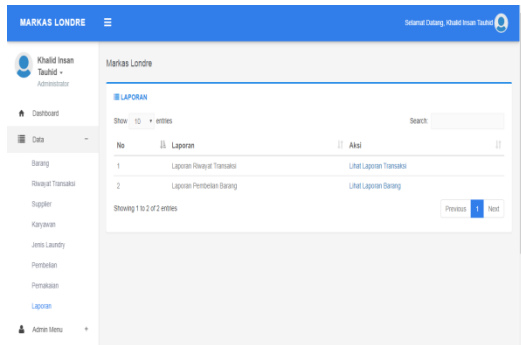 MARKAS LONDRE
Selamat Datang, Khalid Insan Tauhid
Khalid Insan
Tauhid
Administrator
Dashboard
Data
Barang
Riwayat Transaksi
Supplier
Karyawan
Jenis Laundry
Pembelian
Pemakaian
Laporan
Admin Menu
Markas Londre
LAPORAN
Show 10 entries
Search:
No Laporan Aksi
1 Laporan Riwayat Transaksi Lihat Laporan Transaksi
2 Laporan Pembelian Barang Lihat Laporan Barang
Showing 1 to 2 of 2 entries
Previous 1 Next